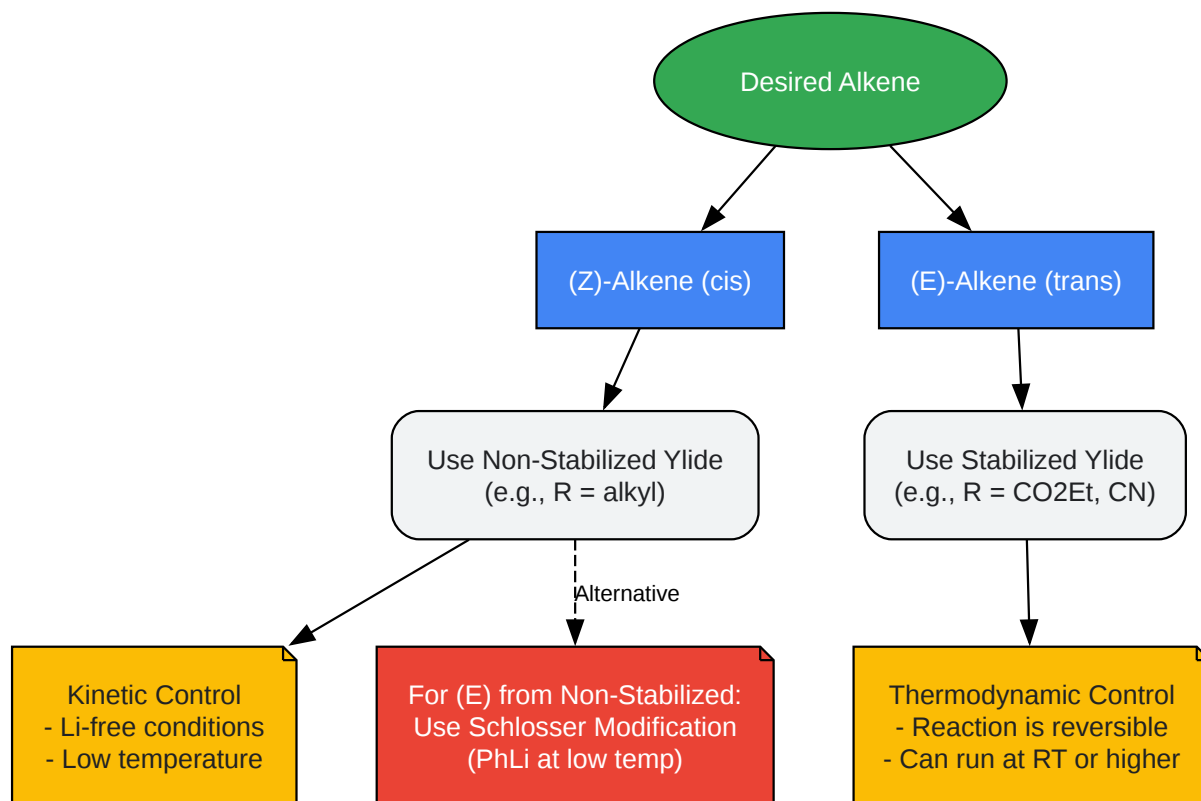 Desired Alkene
(Z)-Alkene (cis)
(E)-Alkene (trans)
Use Non-Stabilized Ylide
(e.g., R = alkyl)
Use Stabilized Ylide
(e.g., R = CO2Et, CN)
Alternative
Kinetic Control
- Li-free conditions
- Low temperature
For (E) from Non-Stabilized:
Use Schlosser Modification
(PhLi at low temp)
Thermodynamic Control
- Reaction is reversible
- Can run at RT or higher